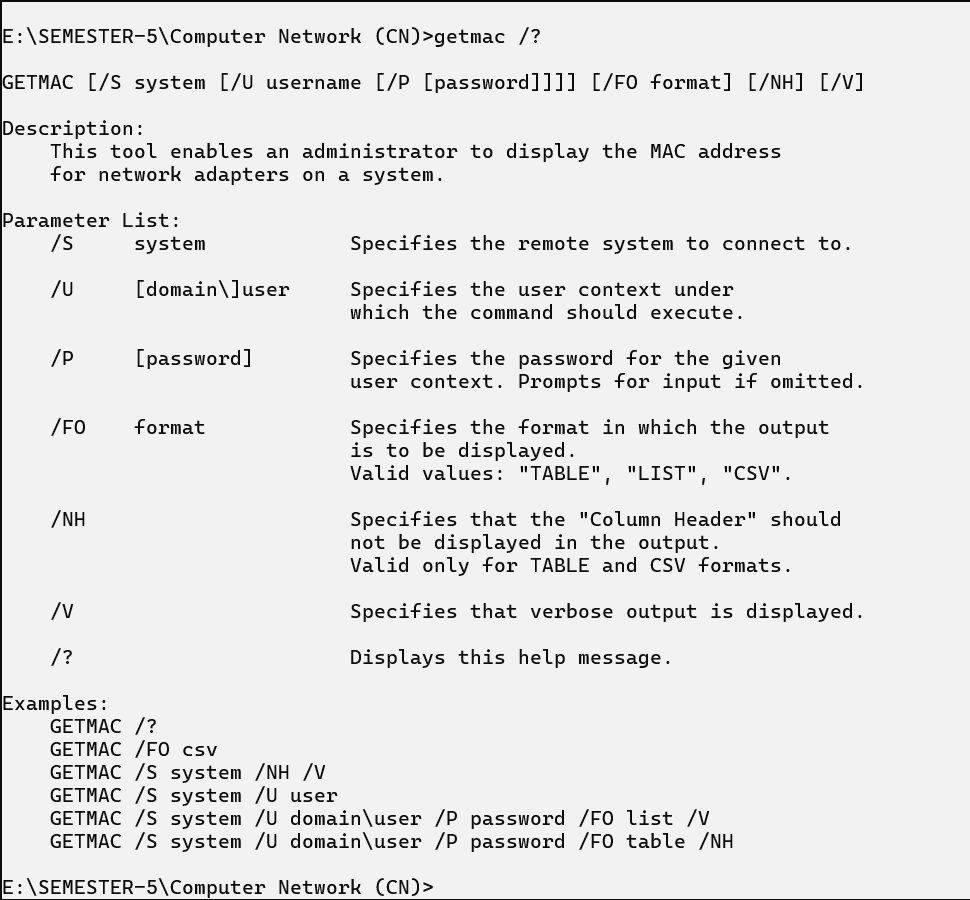 E:\SEMESTER-5\Computer Network (CN)>getmac /?
GETMAC [/S system [/U username [/P [password]]]] [/FO format] [/NH] [/V]
Description:
    This tool enables an administrator to display the MAC address
    for network adapters on a system.
Parameter List:
    /S     system            Specifies the remote system to connect to.
    /U     [domain\]user     Specifies the user context under
                             which the command should execute.
    /P     [password]        Specifies the password for the given
                             user context. Prompts for input if omitted.
    /FO    format            Specifies the format in which the output
                             is to be displayed.
                             Valid values: "TABLE", "LIST", "CSV".
    /NH                      Specifies that the "Column Header" should
                             not be displayed in the output.
                             Valid only for TABLE and CSV formats.
    /V                       Specifies that verbose output is displayed.
    /?                       Displays this help message.
Examples:
    GETMAC /?
    GETMAC /FO csv
    GETMAC /S system /NH /V
    GETMAC /S system /U user
    GETMAC /S system /U domain\user /P password /FO list /V
    GETMAC /S system /U domain\user /P password /FO table /NH
E:\SEMESTER-5\Computer Network (CN)>